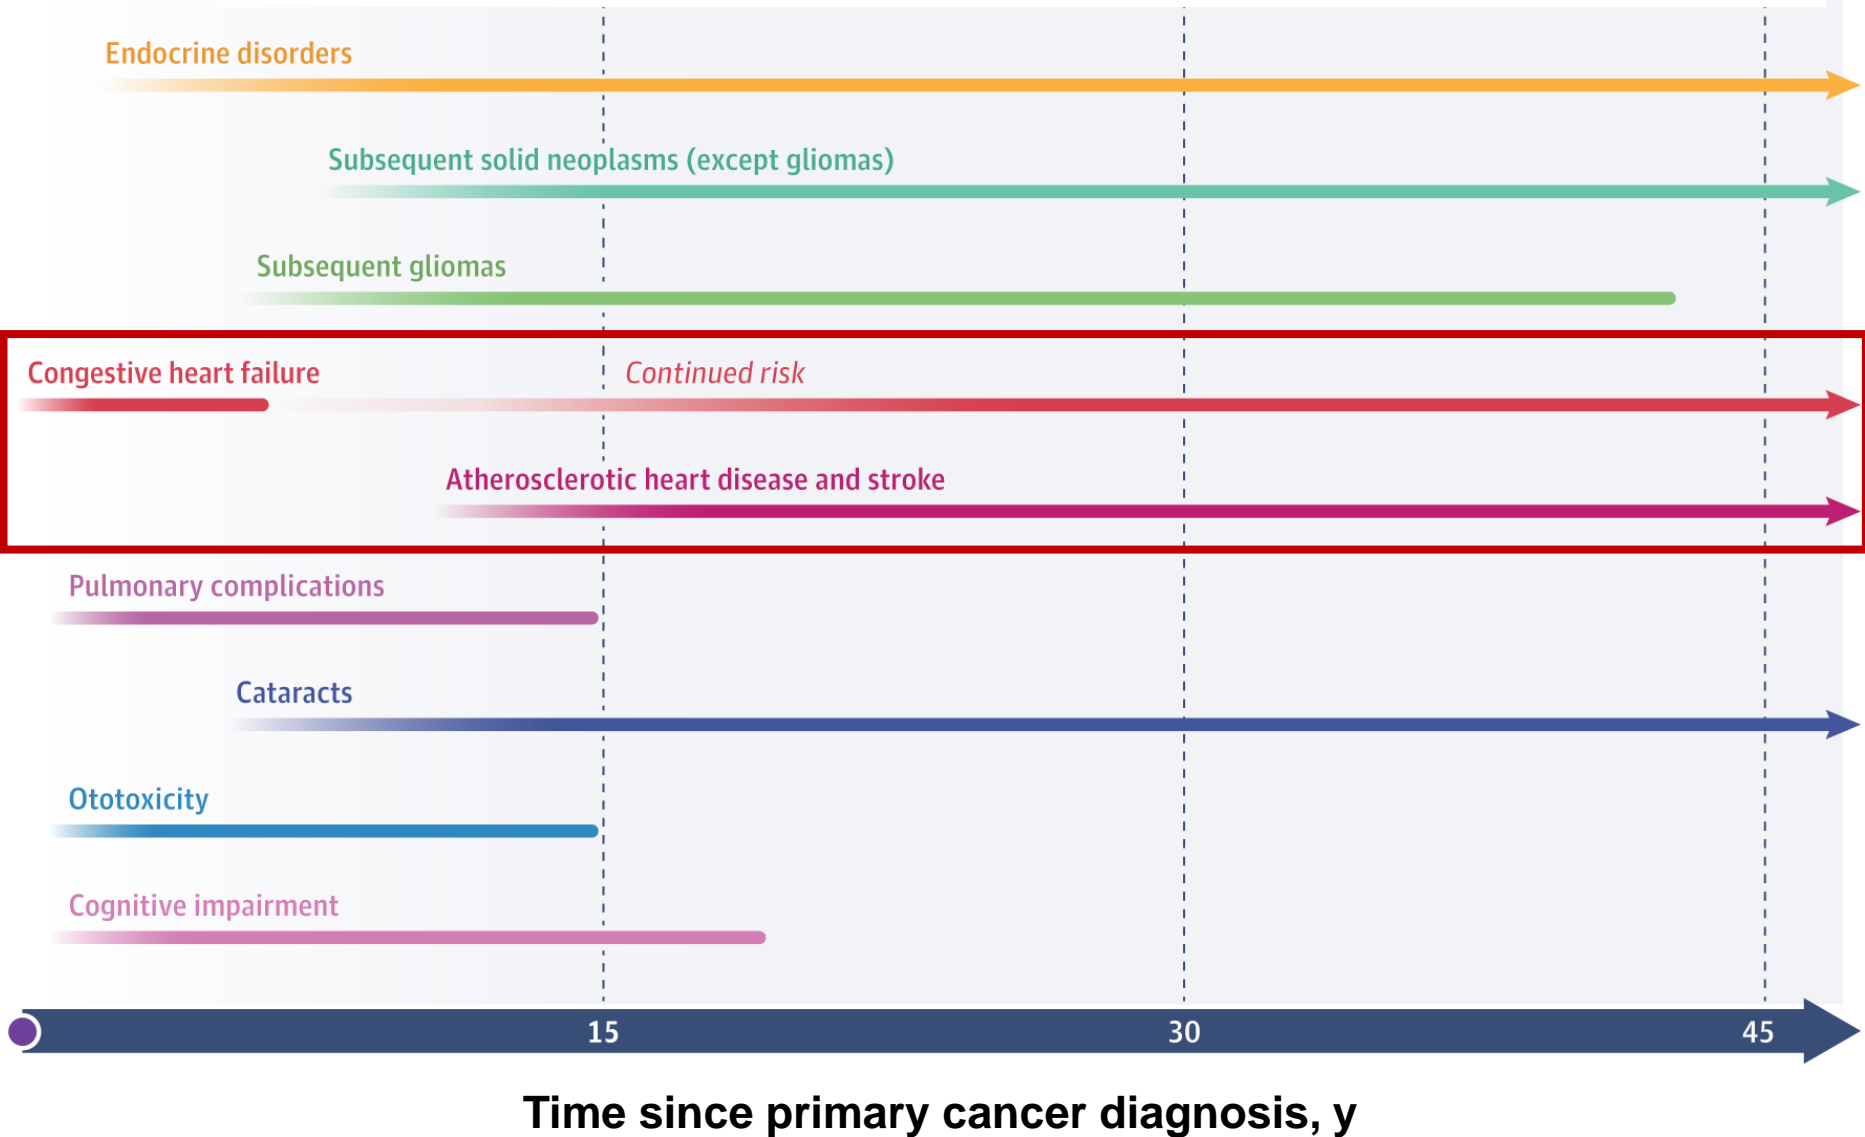 Endocrine disorders
Subsequent solid neoplasms (except gliomas)
Subsequent gliomas
Congestive heart failure
Continued risk
Atherosclerotic heart disease and stroke
Pulmonary complications
Cataracts
Ototoxicity
Cognitive impairment
15 30 45
Time since primary cancer diagnosis, y